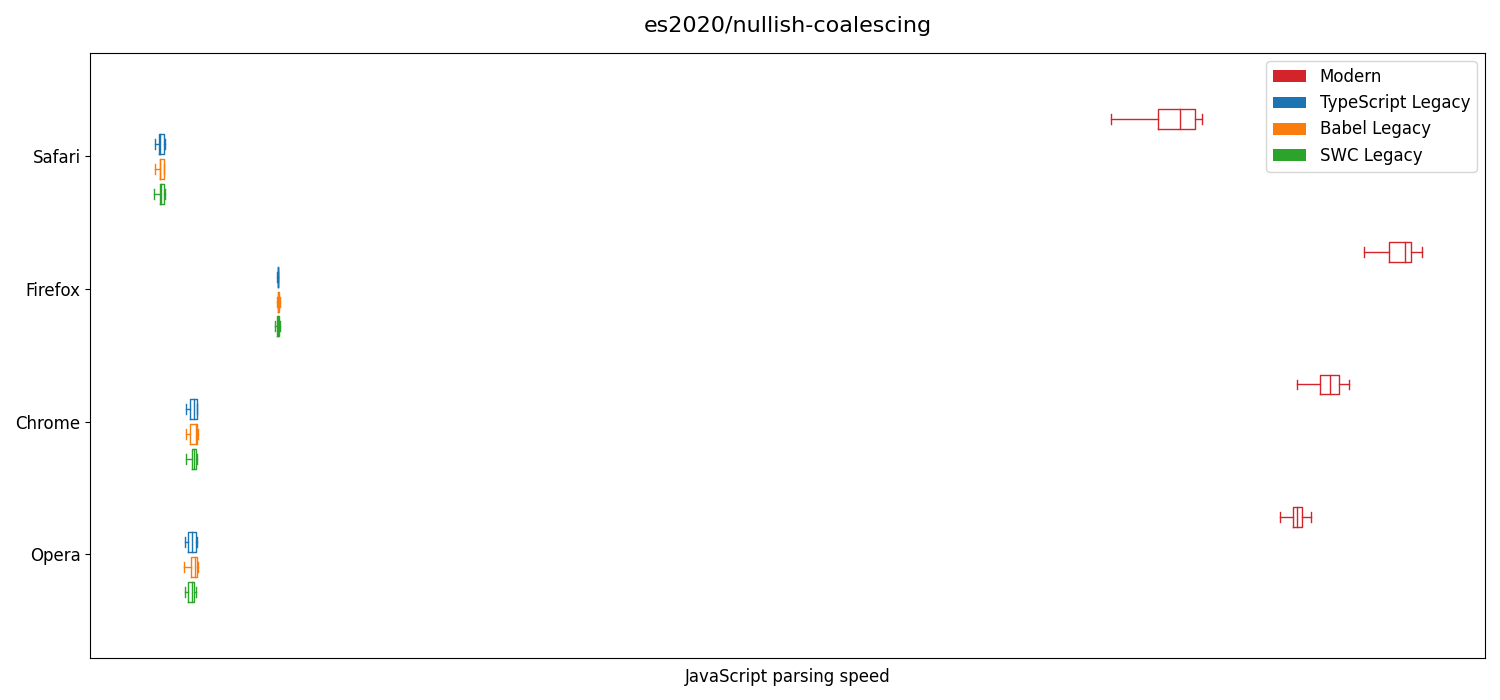 es2020/nullish-coalescing
Modern
TypeScript Legacy
Babel Legacy
SWC Legacy
Safari
Firefox
Chrome
Opera
JavaScript parsing speed